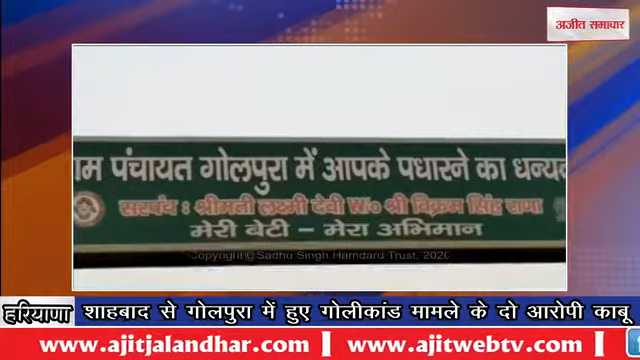 अजीत समाचार
पंचायत गोलपुरा में आपके पधारने का
सरपंच : श्रीमती लक्ष्मी देवी W/o श्री विक्रम सिंह राणा
मेरी बेटी – मेरा अभिमान
Copyright©Sadhu Singh Hamdard Trust, 2020
हरियाणा शाहबाद से गोलपुरा में हुए गोलीकांड मामले के दो आरोपी काबू
www.ajitjalandhar.com www.ajitwebtv.com